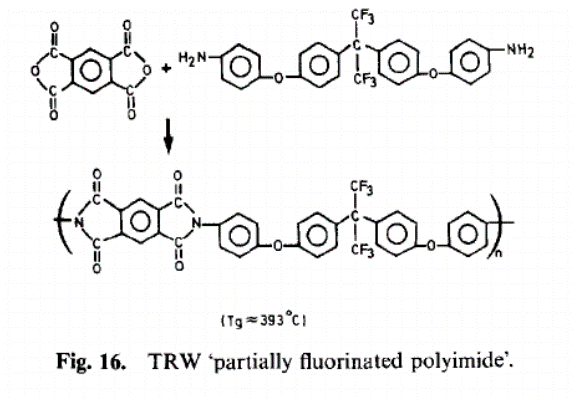 O O CF3
C C H2N C NH2
O O + O CF3 O
C C
O O
O O CF3
C C
N N C
C C O CF3 O n
O O
(Tg ≈ 393°C)
Fig. 16. TRW 'partially fluorinated polyimide'.